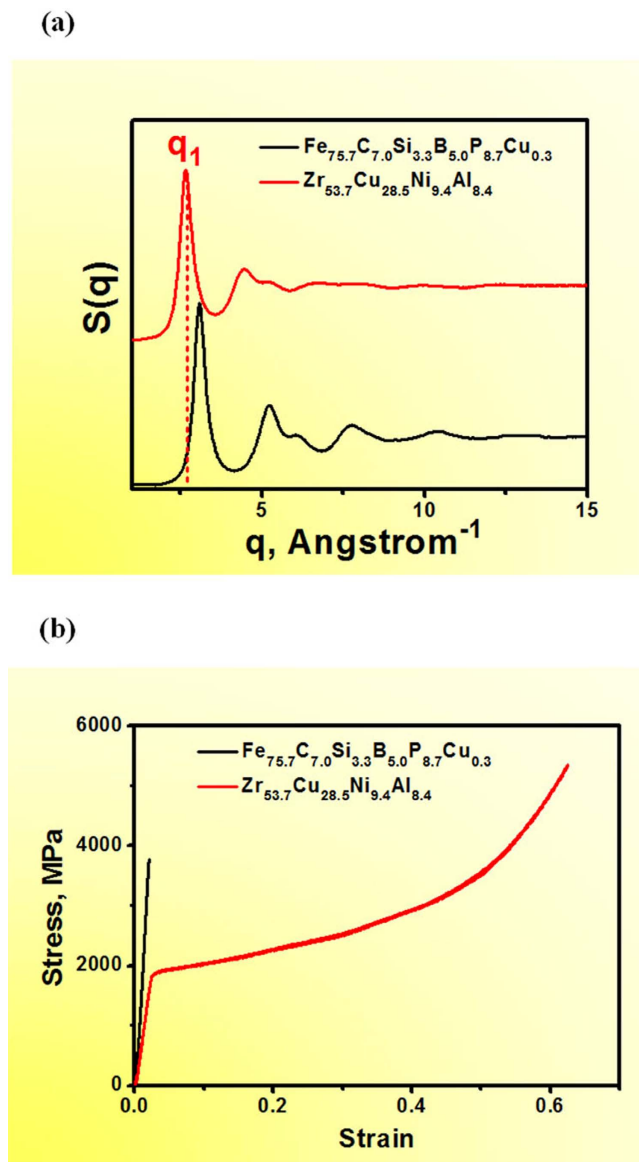 (a)
q₁
Fe₇₅.₇C₇.₀Si₃.₃B₅.₀P₈.₇Cu₀.₃
Zr₅₃.₇Cu₂₈.₅Ni₉.₄Al₈.₄
S(q)
5
10
15
q, Angstrom⁻¹
(b)
6000
Fe₇₅.₇C₇.₀Si₃.₃B₅.₀P₈.₇Cu₀.₃
Zr₅₃.₇Cu₂₈.₅Ni₉.₄Al₈.₄
4000
Stress, MPa
2000
0
0.0
0.2
0.4
0.6
Strain